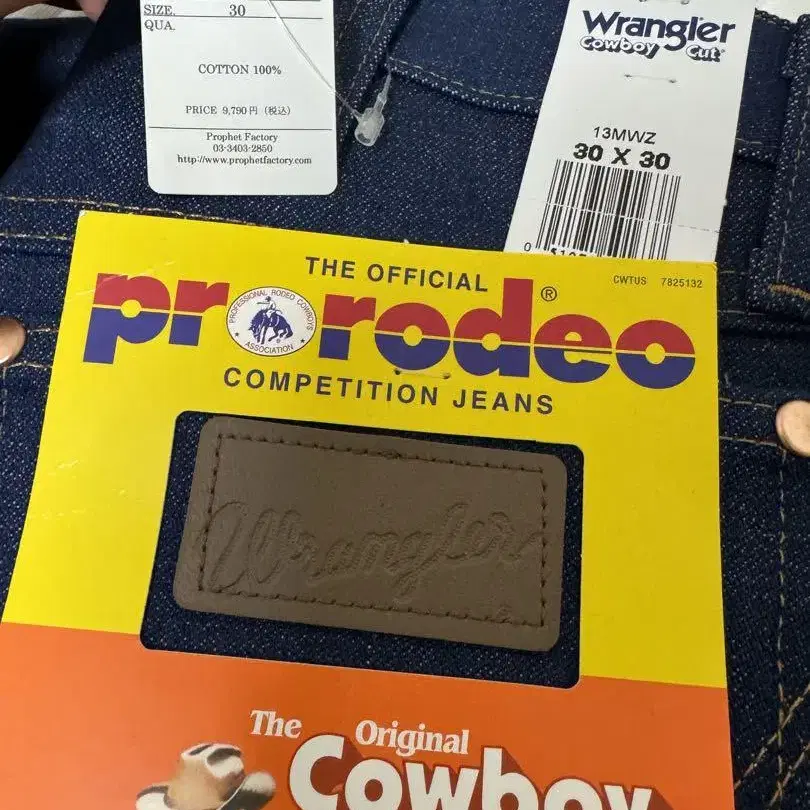 SIZE. 30
QUA.
COTTON 100%
PRICE 9,790円 (税込)
Prophet Factory
03-3403-2850
http://www.prophetfactory.com
Wrangler
Cowboy Cut®
13MWZ
30 X 30
THE OFFICIAL
CWTUS 7825132
prorodeo®
PROFESSIONAL RODEO COWBOYS
ASSOCIATION
COMPETITION JEANS
Wrangler
The Original
Cowboy